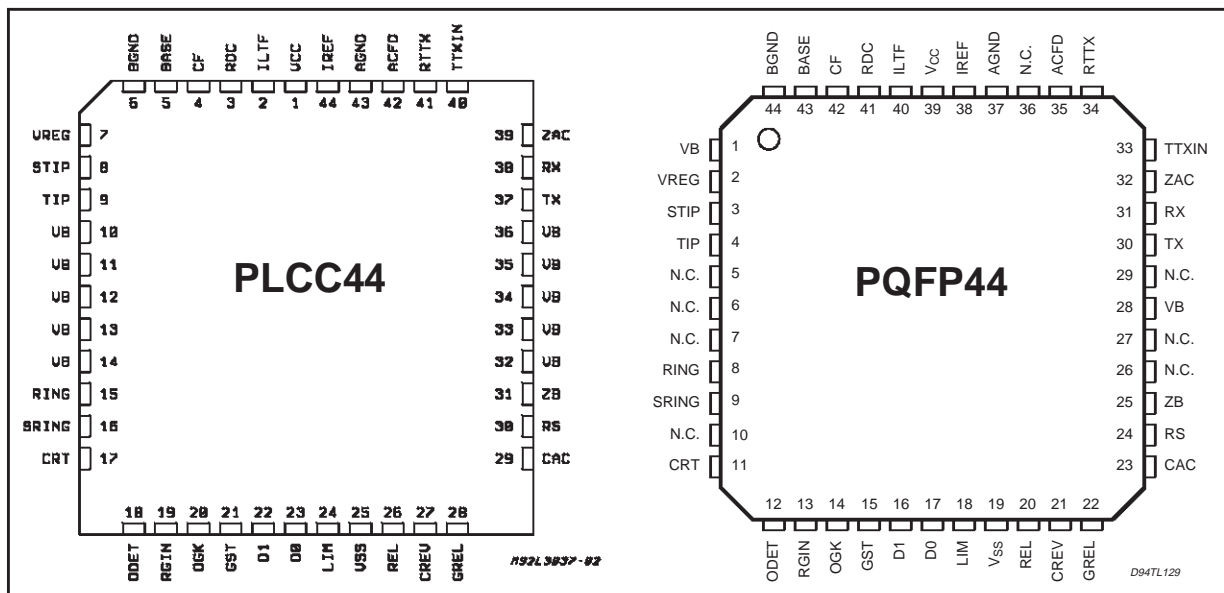 BGND BASE CF RDC ILTF VCC IREF AGND ACFD RTTX TTXIN
6 5 4 3 2 1 44 43 42 41 40
VREG 7
STIP 8
TIP 9
VB 10
VB 11
VB 12
VB 13
VB 14
RING 15
SRING 16
CRT 17
PLCC44
39 ZAC
38 RX
37 TX
36 VB
35 VB
34 VB
33 VB
32 VB
31 ZB
30 RS
29 CAC
18 19 20 21 22 23 24 25 26 27 28
ODET RGIN OGK GST D1 D0 LIM VSS REL CREV GREL
M92L3037-02
BGND BASE CF RDC ILTF VCC IREF AGND N.C. ACFD RTTX
44 43 42 41 40 39 38 37 36 35 34
VB 1
VREG 2
STIP 3
TIP 4
N.C. 5
N.C. 6
N.C. 7
RING 8
SRING 9
N.C. 10
CRT 11
PQFP44
33 TTXIN
32 ZAC
31 RX
30 TX
29 N.C.
28 VB
27 N.C.
26 N.C.
25 ZB
24 RS
23 CAC
12 13 14 15 16 17 18 19 20 21 22
ODET RGIN OGK GST D1 D0 LIM VSS REL CREV GREL
D94TL129